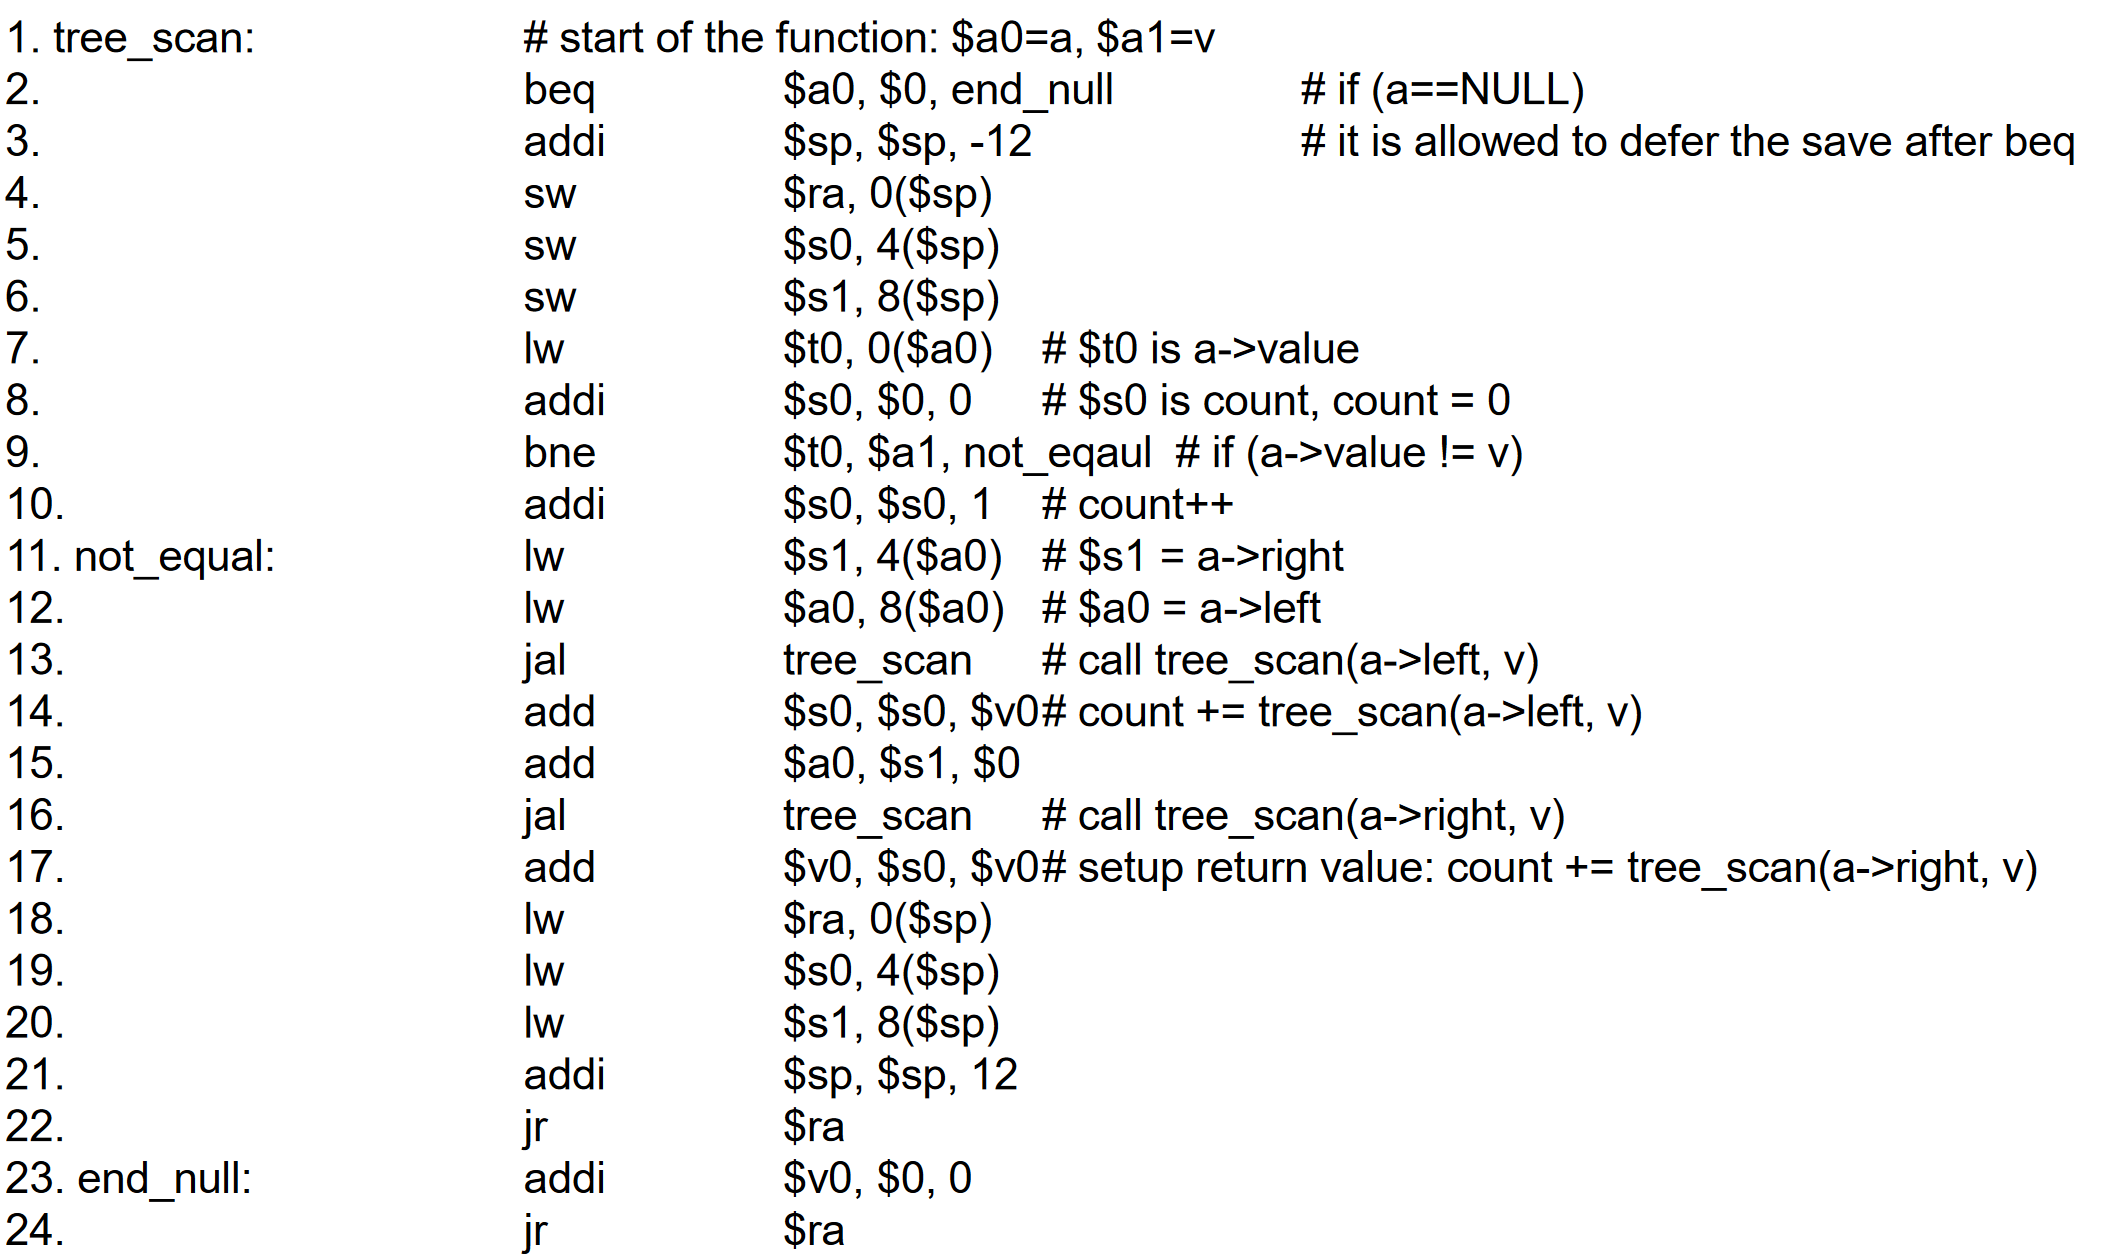 1. tree_scan: # start of the function: $a0=a, $a1=v
2. beq $a0, $0, end_null # if (a==NULL)
3. addi $sp, $sp, -12 # it is allowed to defer the save after beq
4. sw $ra, 0($sp)
5. sw $s0, 4($sp)
6. sw $s1, 8($sp)
7. lw $t0, 0($a0) # $t0 is a->value
8. addi $s0, $0, 0 # $s0 is count, count = 0
9. bne $t0, $a1, not_eqaul # if (a->value != v)
10. addi $s0, $s0, 1 # count++
11. not_equal: lw $s1, 4($a0) # $s1 = a->right
12. lw $a0, 8($a0) # $a0 = a->left
13. jal tree_scan # call tree_scan(a->left, v)
14. add $s0, $s0, $v0# count += tree_scan(a->left, v)
15. add $a0, $s1, $0
16. jal tree_scan # call tree_scan(a->right, v)
17. add $v0, $s0, $v0# setup return value: count += tree_scan(a->right, v)
18. lw $ra, 0($sp)
19. lw $s0, 4($sp)
20. lw $s1, 8($sp)
21. addi $sp, $sp, 12
22. jr $ra
23. end_null: addi $v0, $0, 0
24. jr $ra